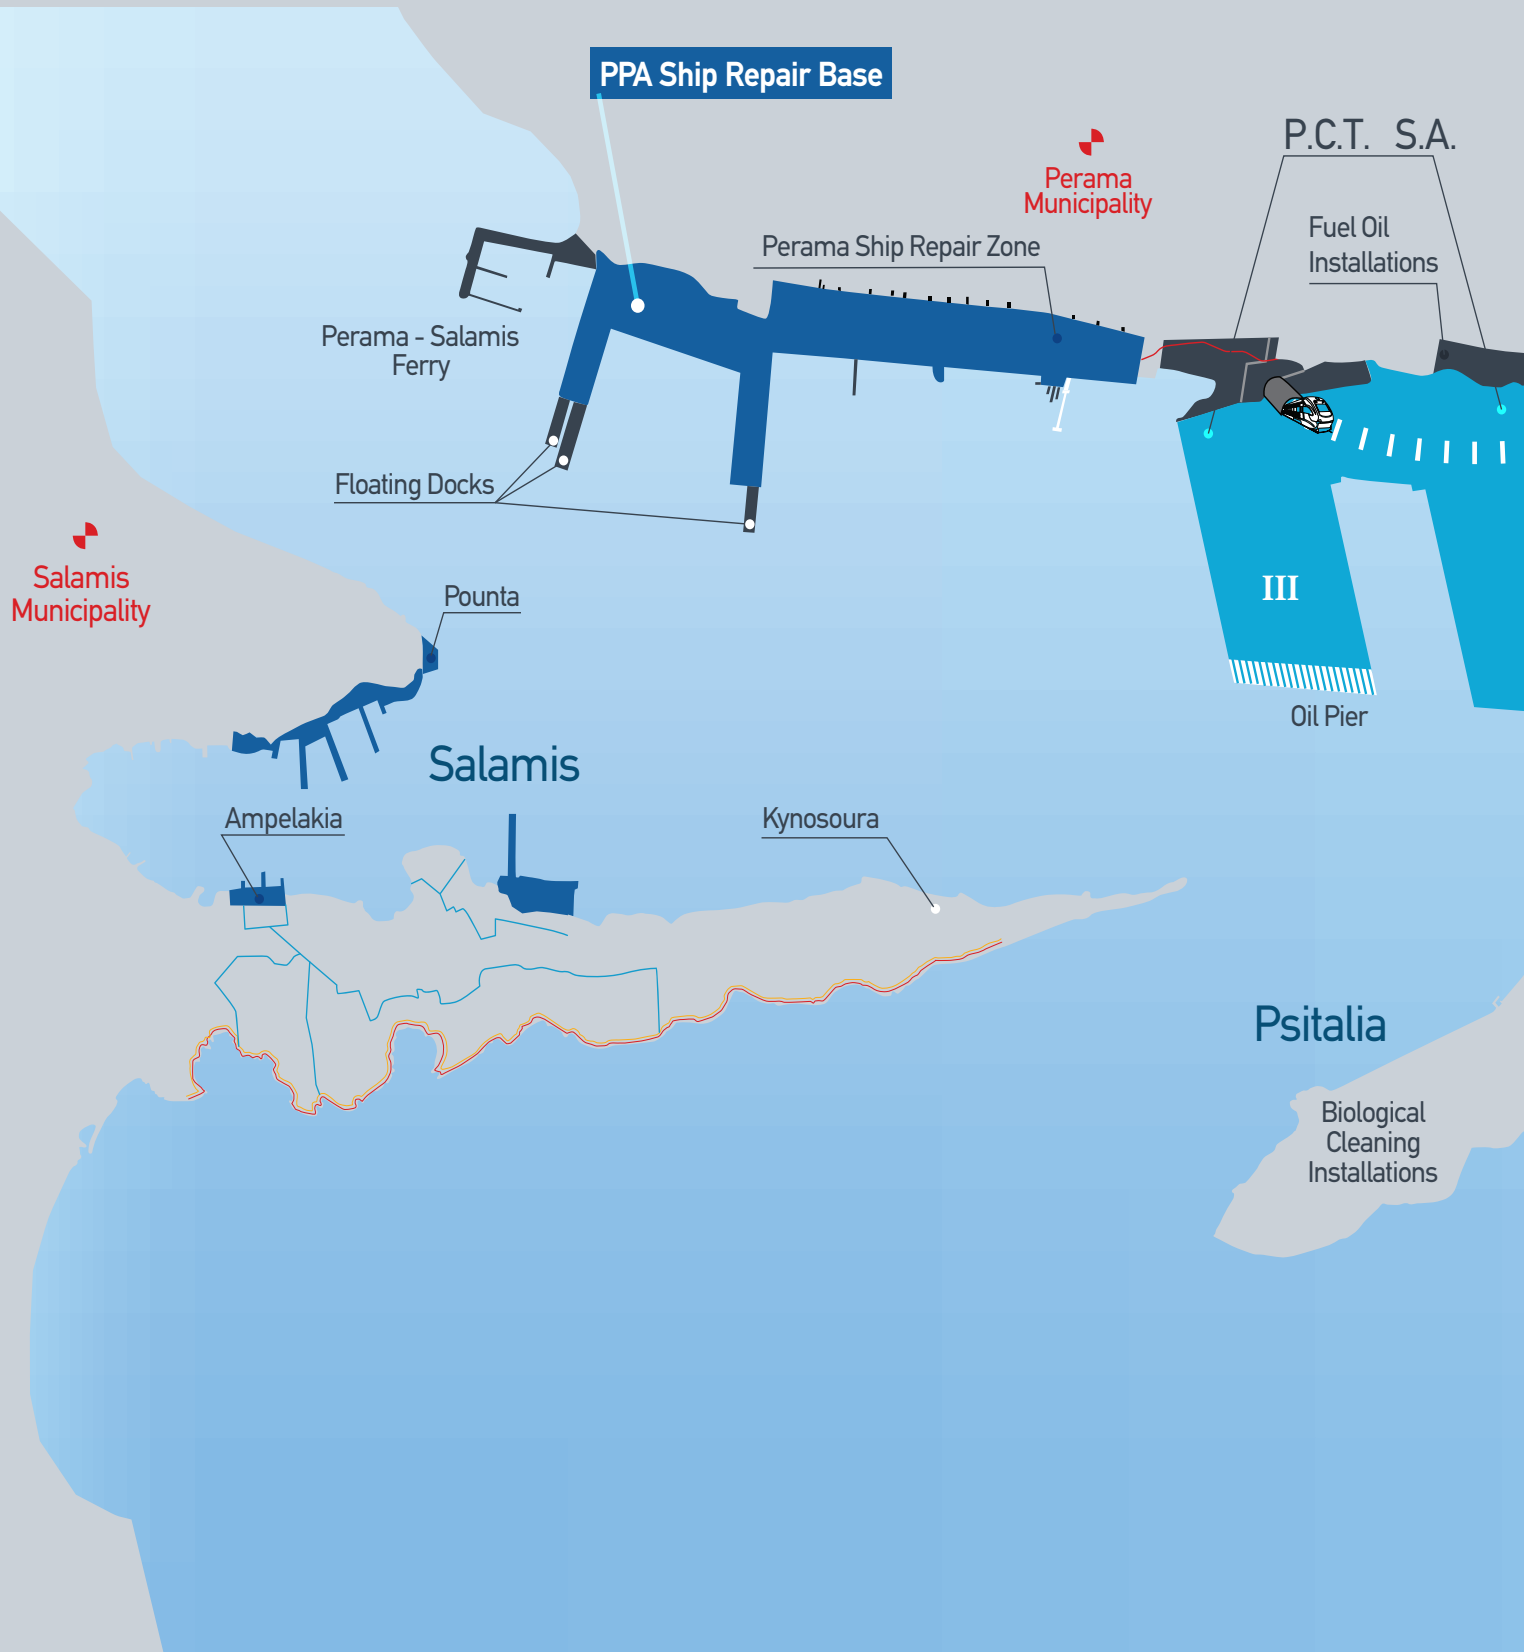 PPA Ship Repair Base
P.C.T. S.A.
Perama
Municipality
Fuel Oil
Installations
Perama Ship Repair Zone
Perama - Salamis
Ferry
Floating Docks
Salamis
Municipality
Pounta
III
Oil Pier
Salamis
Ampelakia
Kynosoura
Psitalia
Biological
Cleaning
Installations